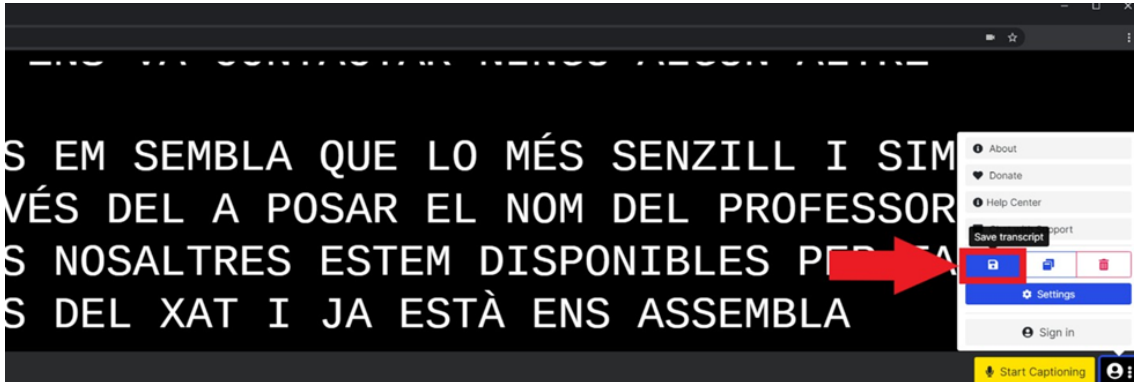 S EM SEMBLA QUE LO MÉS SENZILL I SIM
VÉS DEL A POSAR EL NOM DEL PROFESSOR
S NOSALTRES ESTEM DISPONIBLES
S DEL XAT I JA ESTÀ ENS ASSEMBLA
About
Donate
Help Center
Save transcript
Settings
Sign in
Start Captioning